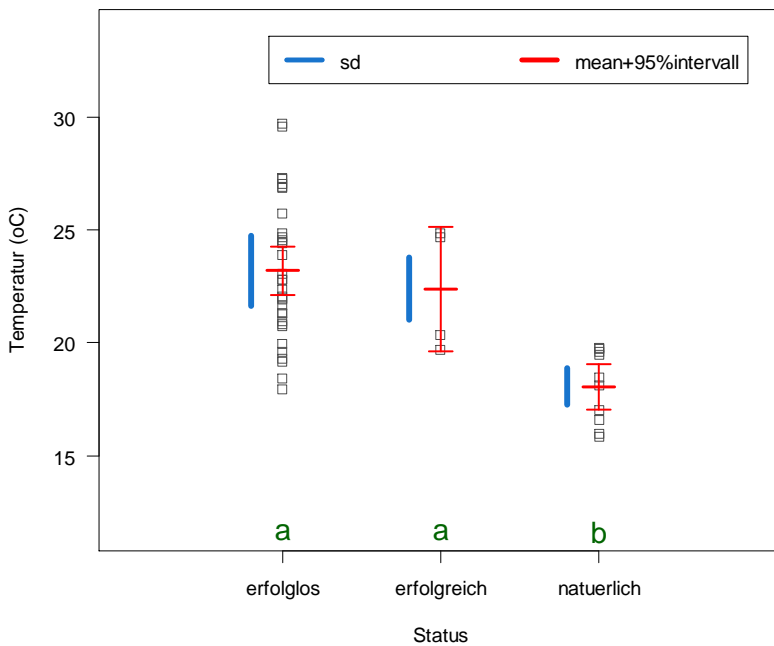 sd
mean+95%intervall
30
25
20
15
Temperatur (oC)
a
a
b
erfolglos
erfolgreich
natuerlich
Status